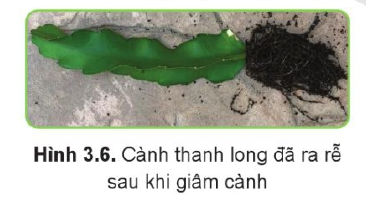 Hình 3.6. Cành thanh long đã ra rễ
sau khi giâm cành